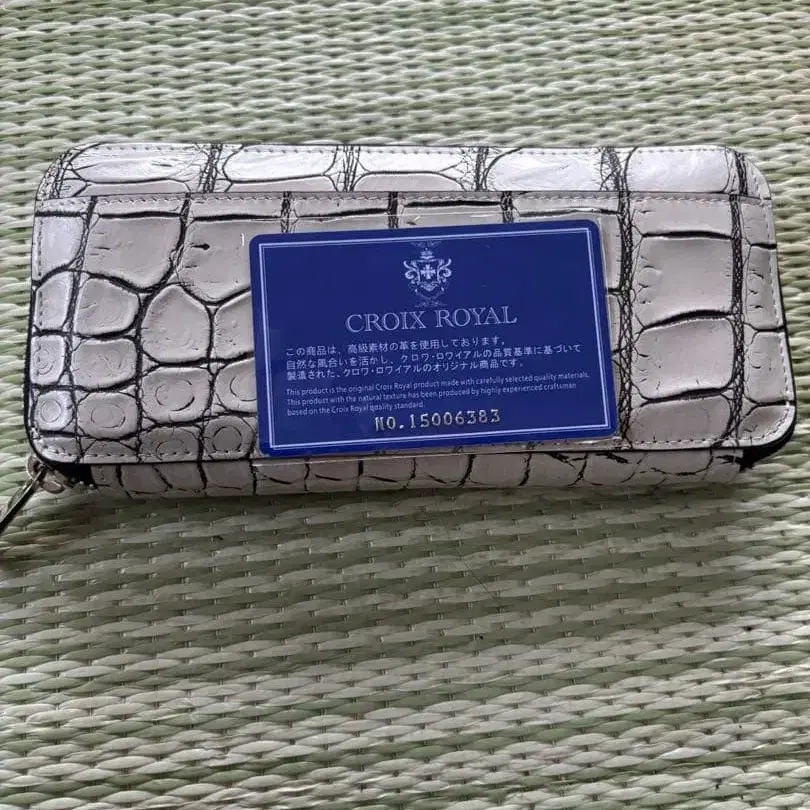 CROIX ROYAL
この商品は、高級素材の革を使用しております。
自然な風合いを活かし、クロワ・ロワイアルの品質基準に基づいて
製造された、クロワ・ロワイアルのオリジナル商品です。
This product is the original Croix Royal product made with carefully selected quality materials.
This product with the natural texture has been produced by highly experienced craftsman
based on the Croix Royal quality standard.
NO.15006383